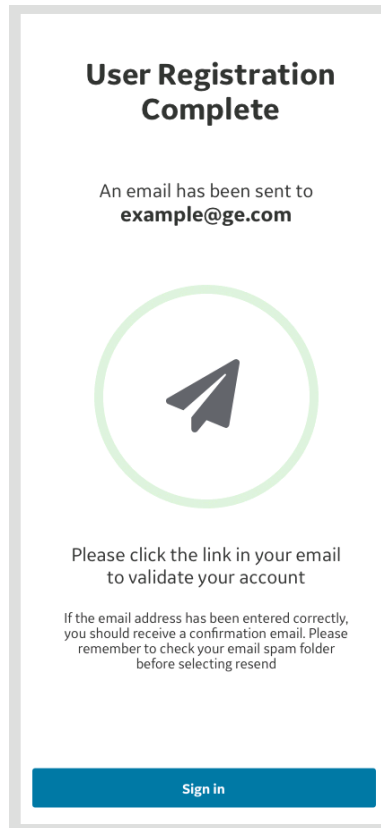 User Registration
Complete
An email has been sent to
example@ge.com
Please click the link in your email
to validate your account
If the email address has been entered correctly,
you should receive a confirmation email. Please
remember to check your email spam folder
before selecting resend
Sign in